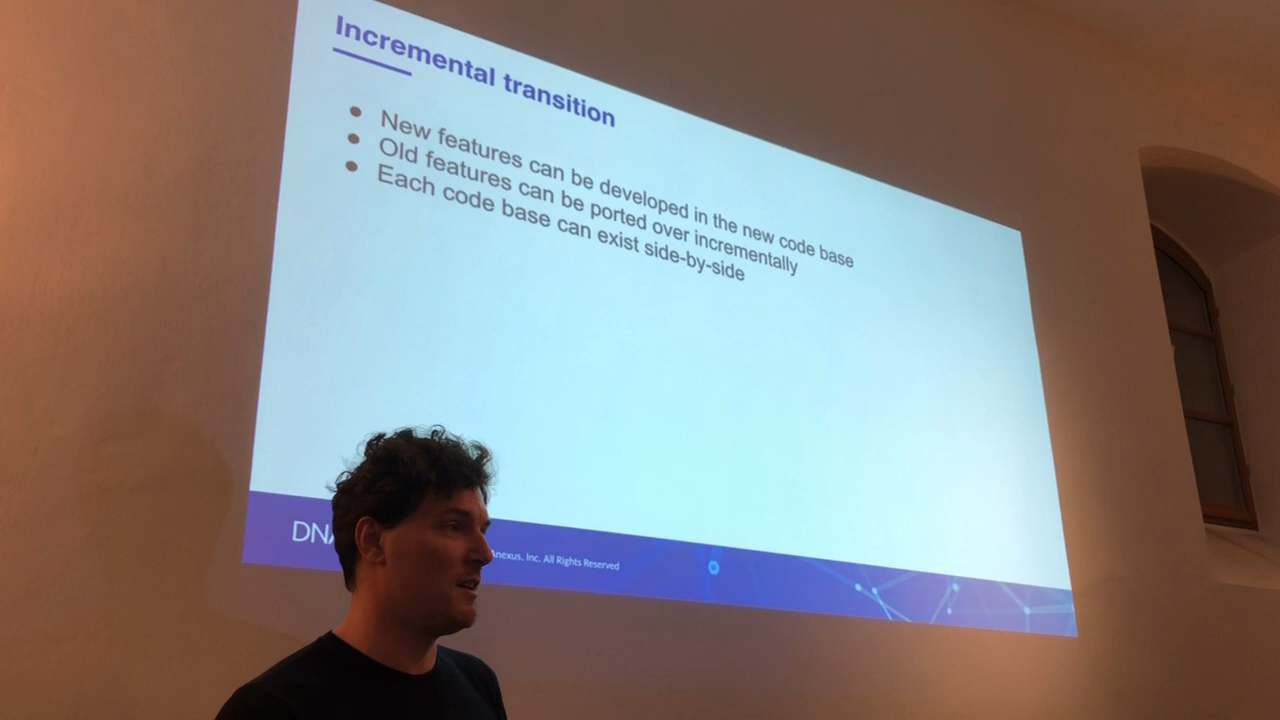 Incremental transition
● New features can be developed in the new code base
● Old features can be ported over incrementally
● Each code base can exist side-by-side
DNA
Anexus, Inc. All Rights Reserved